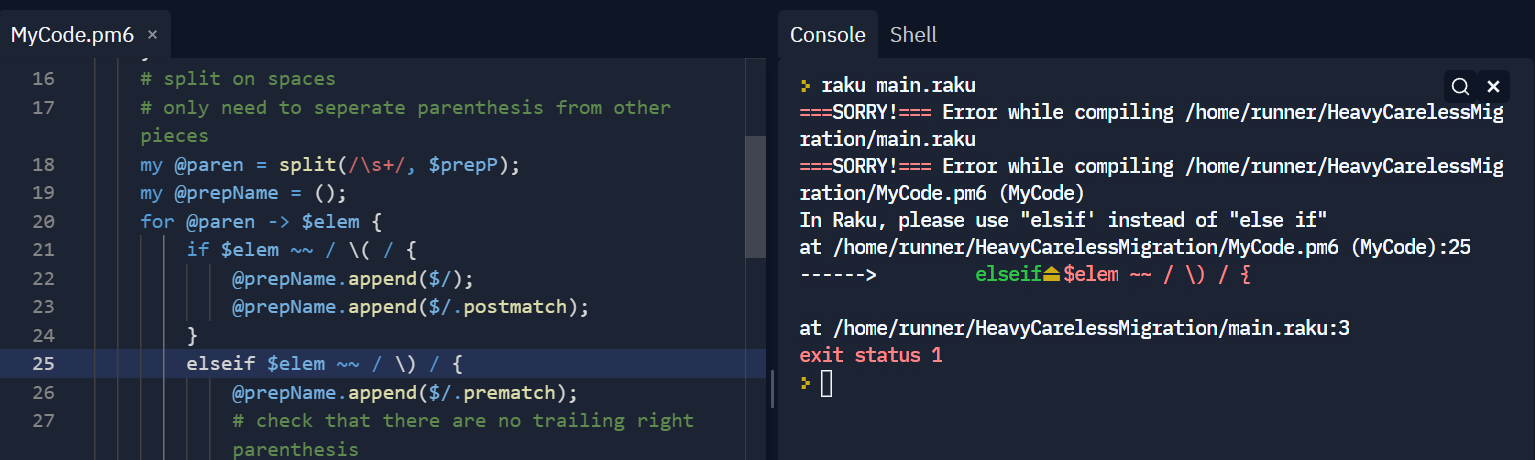 MyCode.pm6 ×
16 # split on spaces
17 # only need to seperate parenthesis from other
pieces
18 my @paren = split(/\s+/, $prepP);
19 my @prepName = ();
20 for @paren -> $elem {
21 if $elem ~~ / \( / {
22 @prepName.append($/);
23 @prepName.append($/.postmatch);
24 }
25 elseif $elem ~~ / \) / {
26 @prepName.append($/.prematch);
27 # check that there are no trailing right
parenthesis
Console Shell
raku main.raku
===SORRY!=== Error while compiling /home/runner/HeavyCarelessMig
ration/main.raku
===SORRY!=== Error while compiling /home/runner/HeavyCarelessMig
ration/MyCode.pm6 (MyCode)
In Raku, please use "elsif' instead of "else if"
at /home/runner/HeavyCarelessMigration/MyCode.pm6 (MyCode):25
------> elseif⏏$elem ~~ / \) / {
at /home/runner/HeavyCarelessMigration/main.raku:3
exit status 1